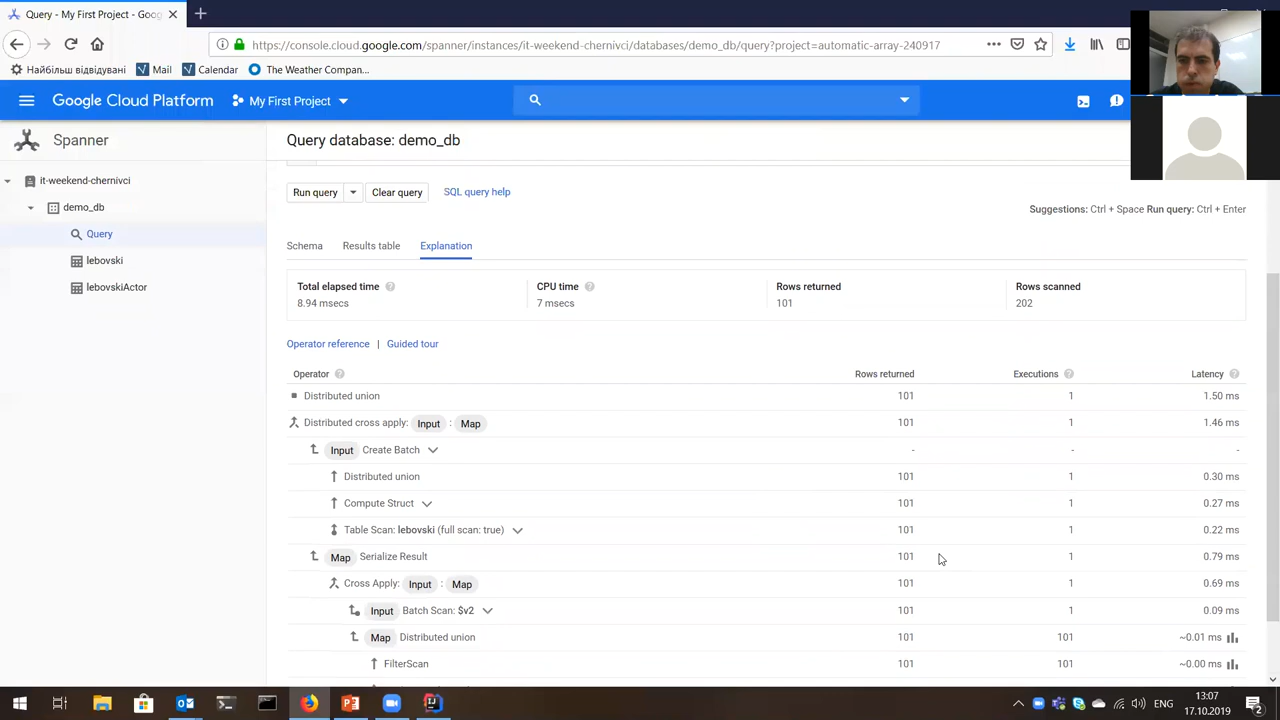 Query - My First Project - Goog
https://console.cloud.google.com/spanner/instances/it-weekend-chernivci/databases/demo_db/query?project=automatic-array-240917
Найбільш відвідувані Mail Calendar The Weather Compan...
Google Cloud Platform My First Project
Spanner Query database: demo_db
it-weekend-chernivci
demo_db
Query
lebovski
lebovskiActor
Run query Clear query SQL query help
Suggestions: Ctrl + Space Run query: Ctrl + Enter
Schema Results table Explanation
Total elapsed time CPU time Rows returned Rows scanned
8.94 msecs 7 msecs 101 202
Operator reference | Guided tour
Operator Rows returned Executions Latency
Distributed union 101 1 1.50 ms
Distributed cross apply: Input : Map 101 1 1.46 ms
Input Create Batch - - -
Distributed union 101 1 0.30 ms
Compute Struct 101 1 0.27 ms
Table Scan: lebovski (full scan: true) 101 1 0.22 ms
Map Serialize Result 101 1 0.79 ms
Cross Apply: Input : Map 101 1 0.69 ms
Input Batch Scan: $v2 101 1 0.09 ms
Map Distributed union 101 101 ~0.01 ms
FilterScan 101 101 ~0.00 ms
ENG 13:07
17.10.2019 2